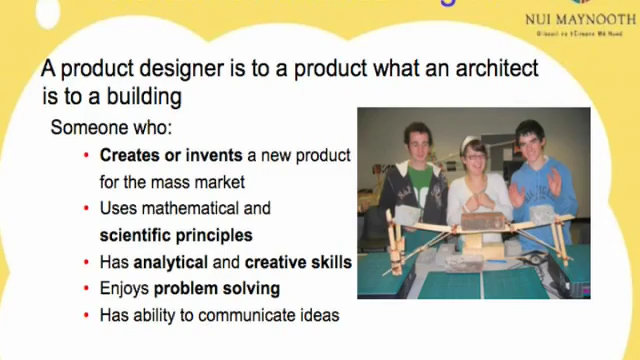 NUI MAYNOOTH
A product designer is to a product what an architect
is to a building
Someone who:
• Creates or invents a new product
for the mass market
• Uses mathematical and
scientific principles
• Has analytical and creative skills
• Enjoys problem solving
• Has ability to communicate ideas